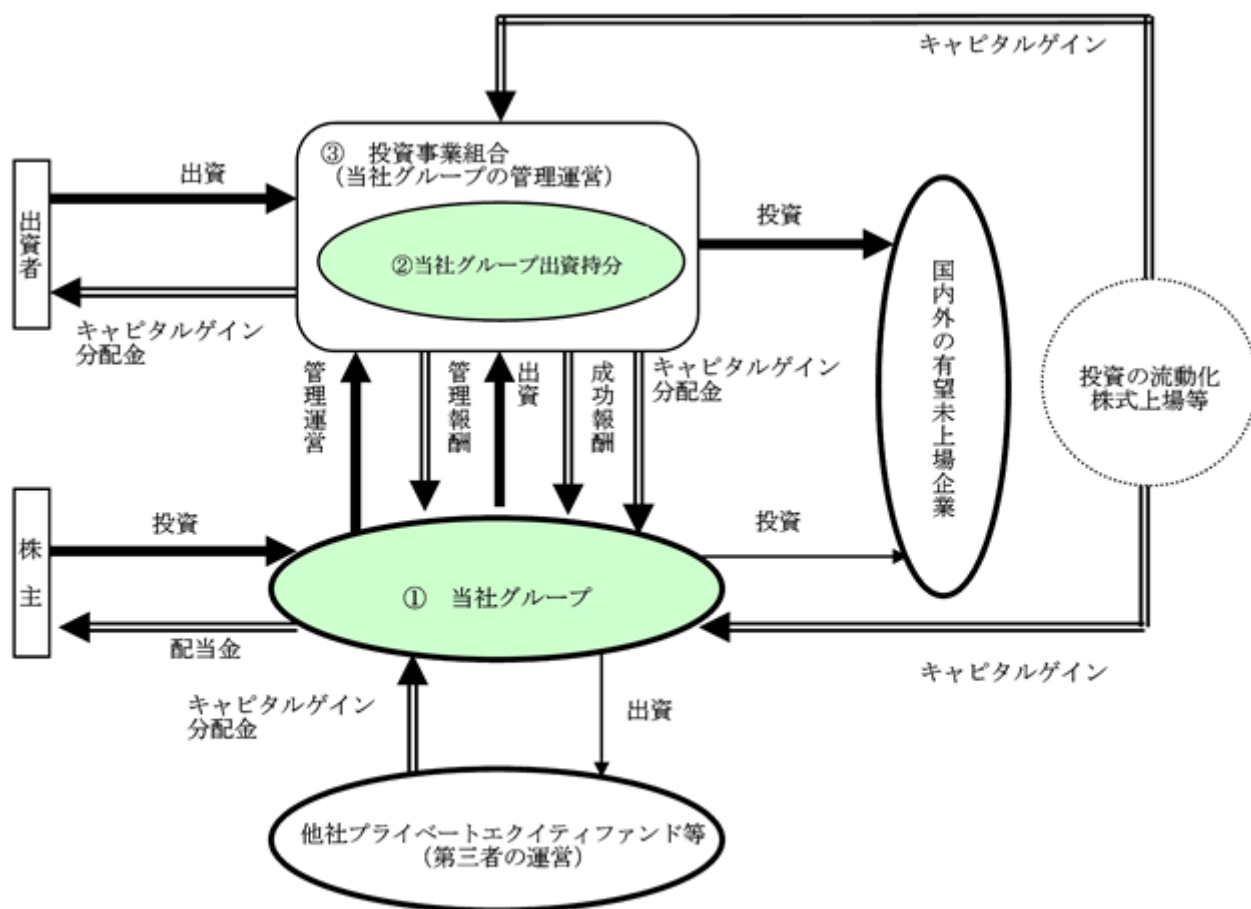 キャピタルゲイン
③　投資事業組合
（当社グループの管理運営）
出資
出資者
②当社グループ出資持分
投資
キャピタルゲイン
分配金
国内外の有望未上場企業
投資の流動化
株式上場等
管理運営
管理報酬
出資
成功報酬
キャピタルゲイン
分配金
株主
投資
投資
①　当社グループ
配当金
キャピタルゲイン
キャピタルゲイン
分配金
出資
他社プライベートエクイティファンド等
（第三者の運営）